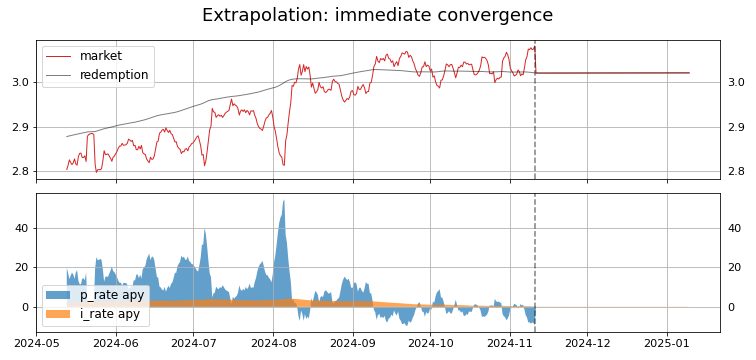 Extrapolation: immediate convergence
market
redemption
3.0
2.9
2.8
3.0
2.9
2.8
40
20
0
40
20
0
p_rate apy
i_rate apy
2024-05 2024-06 2024-07 2024-08 2024-09 2024-10 2024-11 2024-12 2025-01